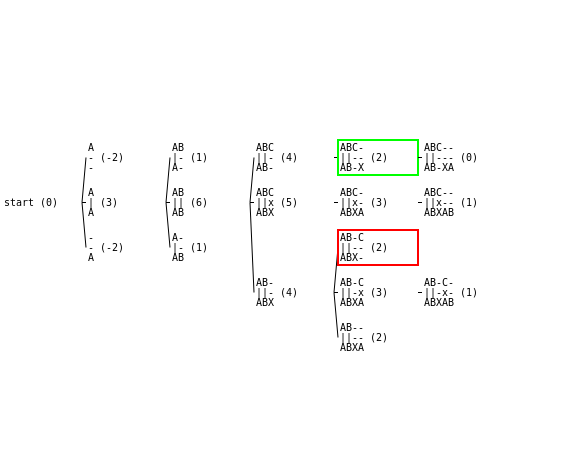 A AB ABC ABC- ABC--
- (-2) |- (1) ||- (4) ||-- (2) ||--- (0)
- A- AB- AB-X AB-XA
A AB ABC ABC- ABC--
start (0) | (3) || (6) ||x (5) ||x- (3) ||x-- (1)
A AB ABX ABXA ABXAB
- A- AB-C
- (-2) |- (1) ||-- (2)
A AB ABX-
AB- AB-C AB-C-
||- (4) ||-x (3) ||-x- (1)
ABX ABXA ABXAB
AB--
||-- (2)
ABXA